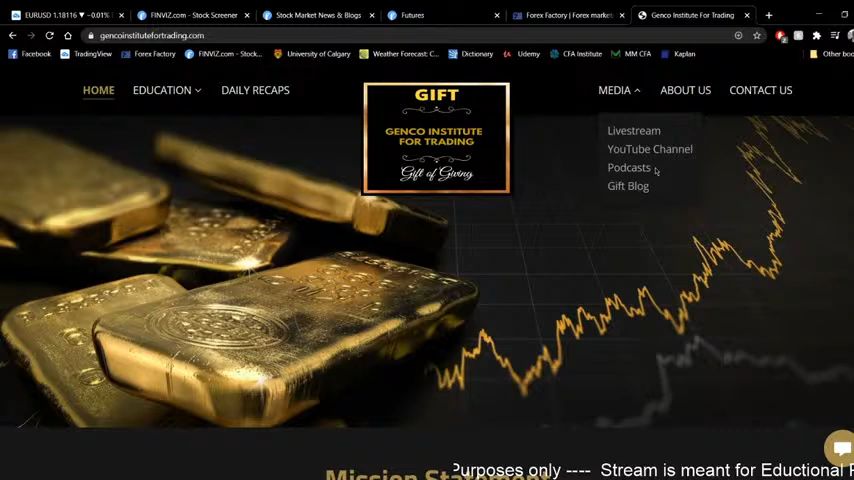 EURUSD 1.18116 ▼ −0.01%
FINVIZ.com - Stock Screener
Stock Market News & Blogs
Futures
Forex Factory | Forex market
Genco Institute For Trading
gencoinstitutefortrading.com
Facebook
TradingView
Forex Factory
FINVIZ.com - Stock...
University of Calgary
Weather Forecast: C...
Dictionary
Udemy
CFA Institute
MM CFA
Kaplan
Other boo
HOME
EDUCATION
DAILY RECAPS
GIFT
GENCO INSTITUTE
FOR TRADING
Gift of Giving
MEDIA
ABOUT US
CONTACT US
Livestream
YouTube Channel
Podcasts
Gift Blog
Mission Statement
Purposes only ---- Stream is meant for Eductional P